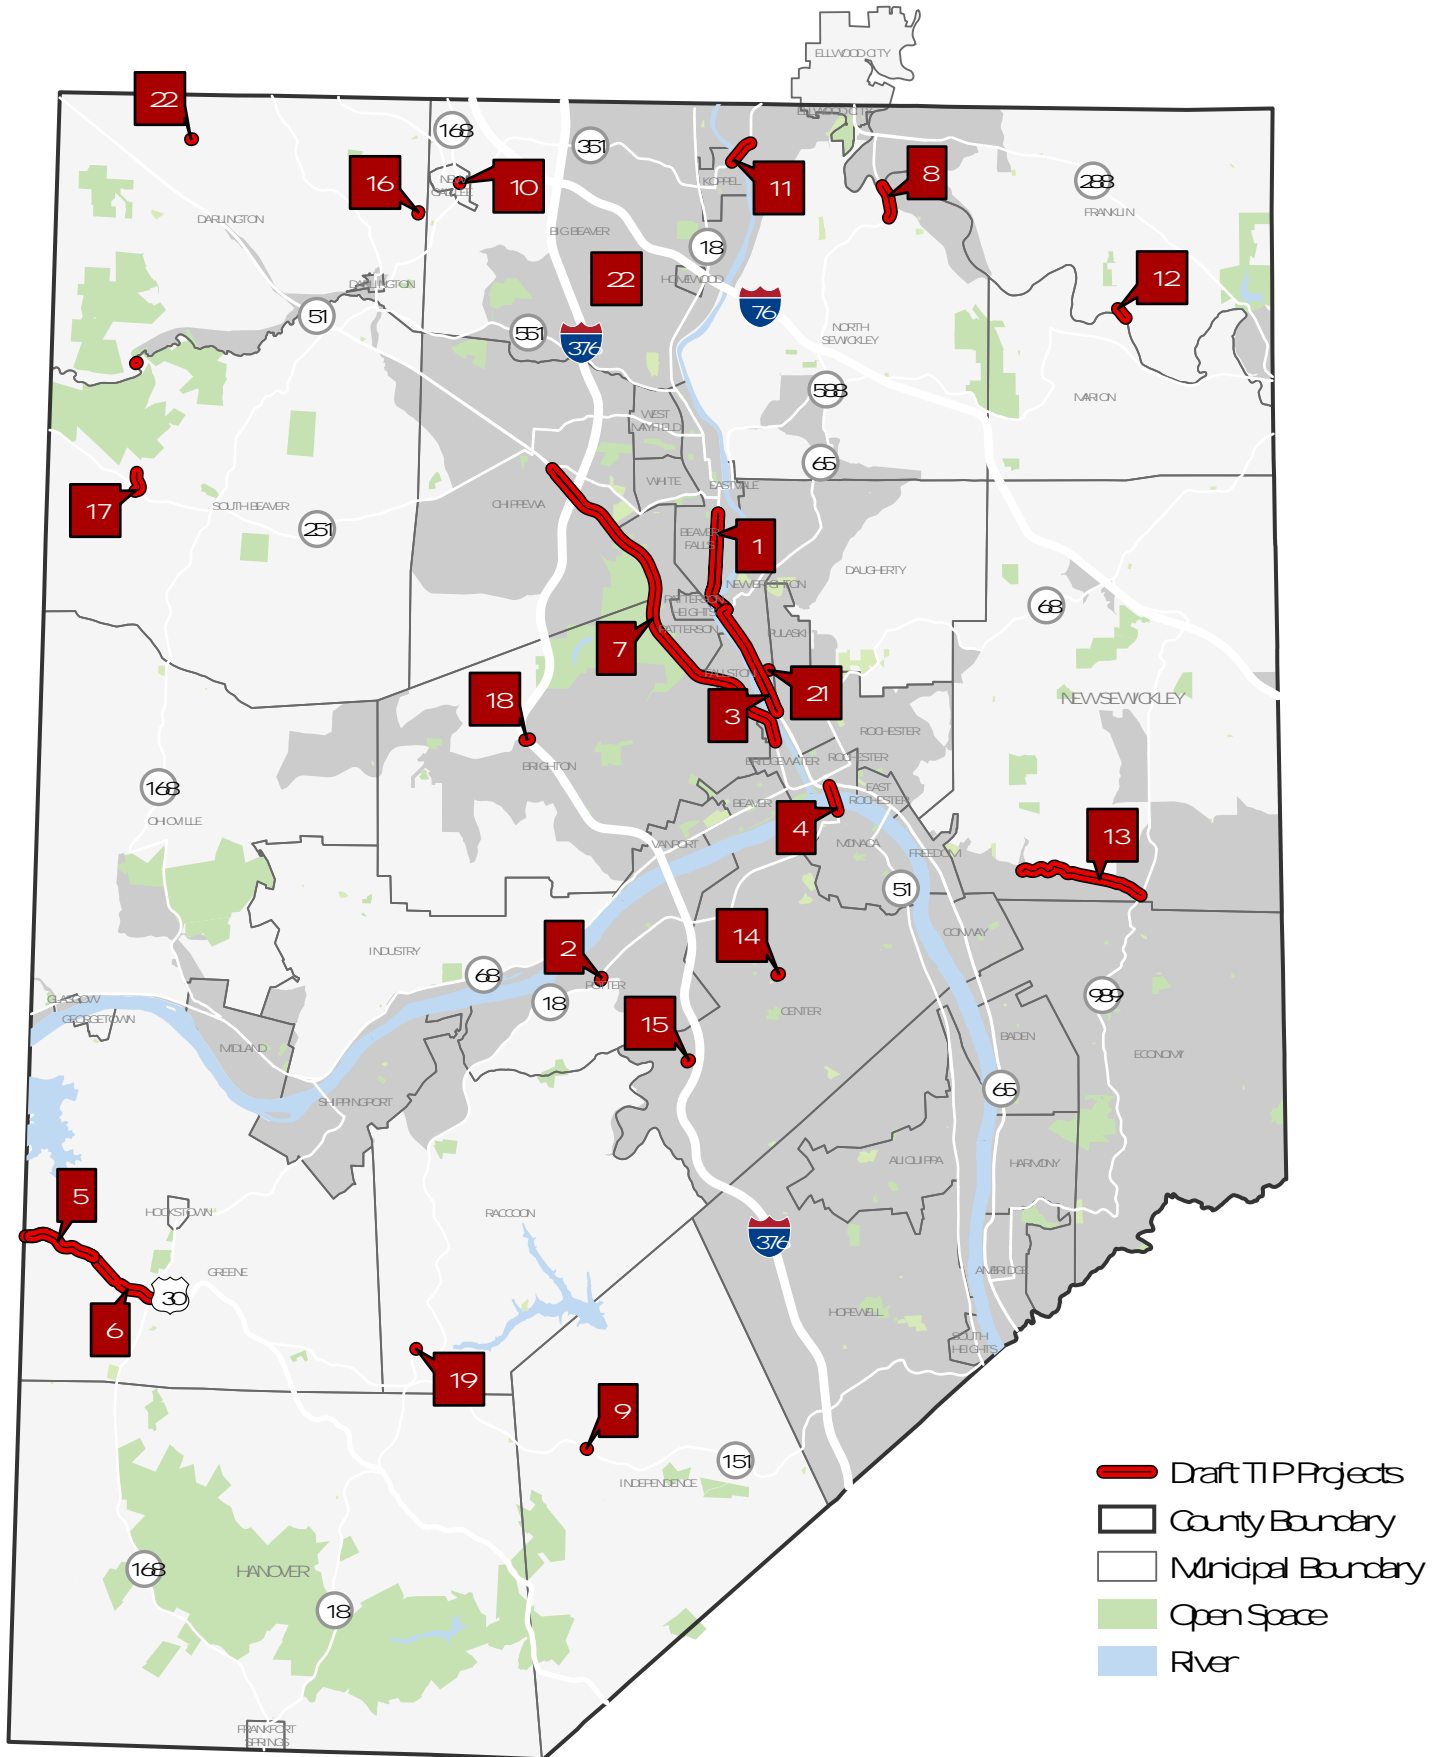 ELLWOOD CITY
ELLWOOD CITY
22
168
351
16
NEW
GALILEE
10
KOPPEL
11
8
288
FRANKLIN
DARLINGTON
BIG BEAVER
18
22
HOMEWOOD
12
DARLINGTON
51
551
376
76
NORTH
SEWICKLEY
588
MARION
WEST
MAYFIELD
65
17
SOUTH BEAVER
251
CHIPPEWA
WHITE
EASTVALE
BEAVER
FALLS
1
DAUGHERTY
NEW BRIGHTON
PATTERSON
HEIGHTS
68
7
PATTERSON
PULASKI
FALLSTON
21
18
3
NEW SEWICKLEY
ROCHESTER
BRIGHTON
BRIDGEWATER
ROCHESTER
168
OHIOVILLE
BEAVER
EAST
ROCHESTER
4
VANPORT
MONACA
FREEDOM
13
51
INDUSTRY
2
14
CONWAY
68
POTTER
18
989
GLASGOW
GEORGETOWN
15
CENTER
MIDLAND
BADEN
ECONOMY
SHIPPINGPORT
65
ALIQUIPPA
HARMONY
5
HOOKSTOWN
RACCOON
376
GREENE
AMBRIDGE
30
6
HOPEWELL
SOUTH
HEIGHTS
19
9
151
INDEPENDENCE
168
HANOVER
18
FRANKFORT
SPRINGS
Draft TIP Projects
County Boundary
Municipal Boundary
Open Space
River